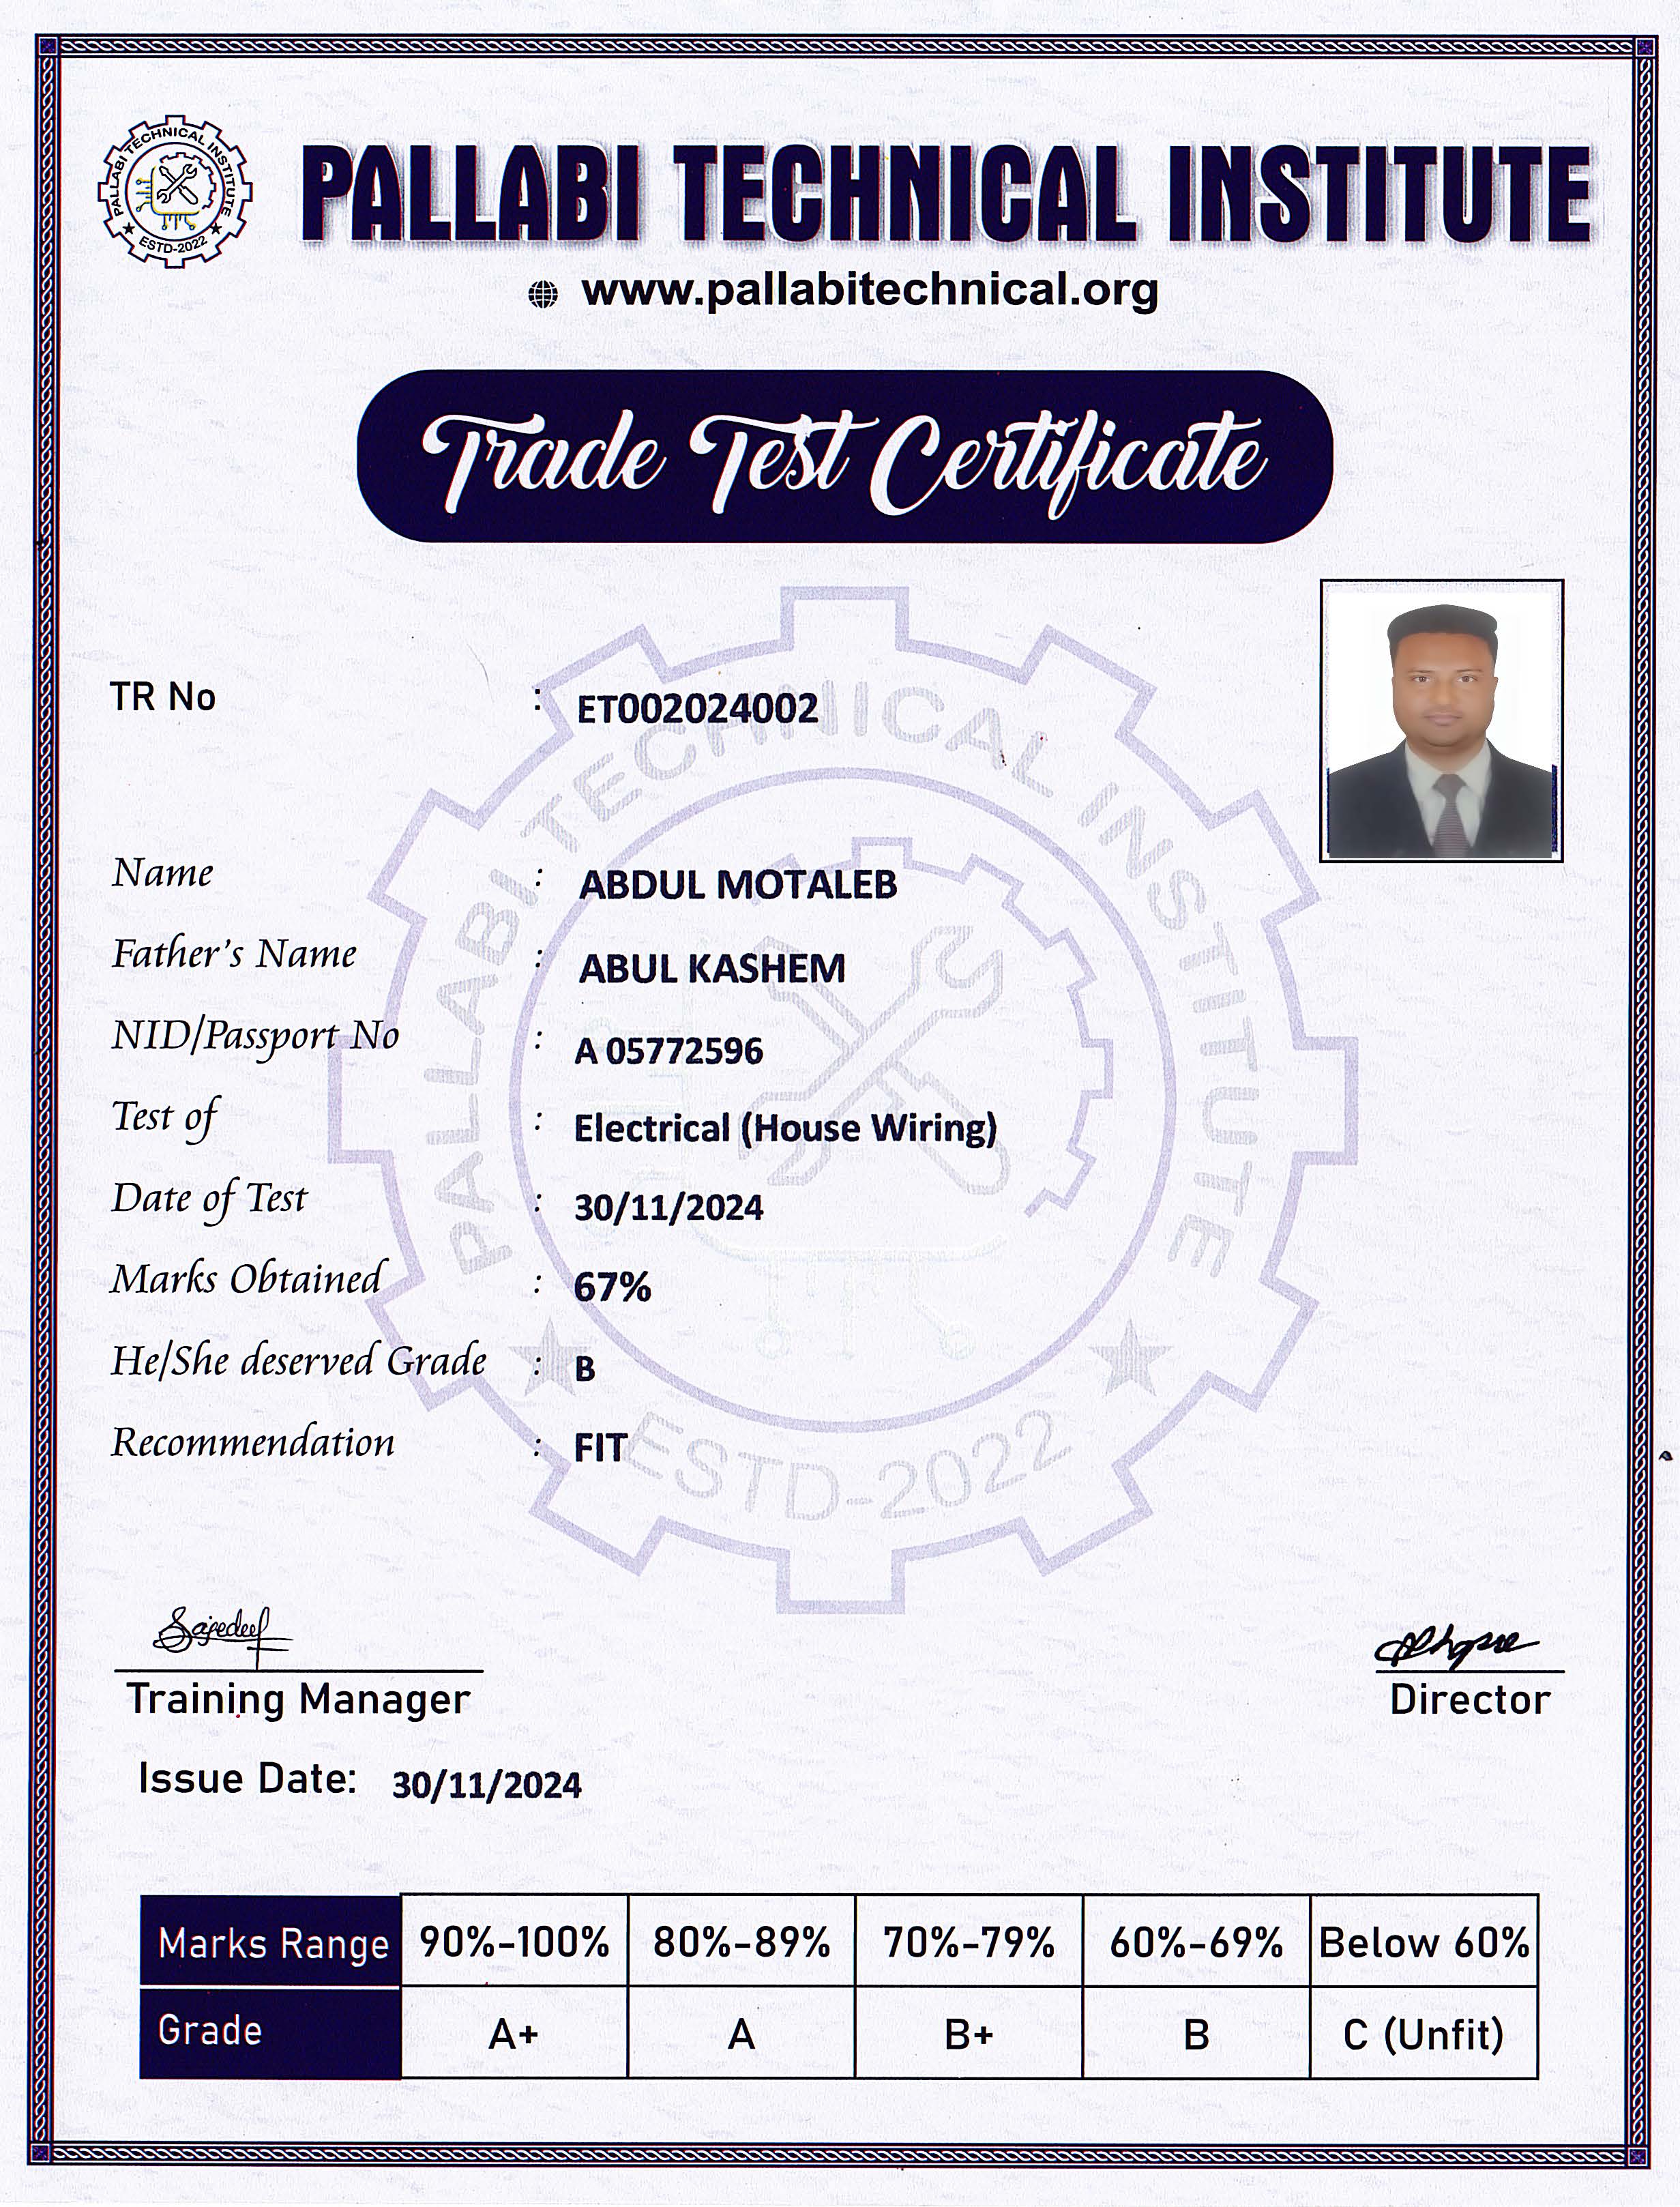 PALLABI TECHNICAL INSTITUTE
ESTD-2022
PALLABI TECHNICAL INSTITUTE
www.pallabitechnical.org
Trade Test Certificate
TR No : ET002024002
Name : ABDUL MOTALEB
Father's Name : ABUL KASHEM
NID/Passport No : A 05772596
Test of : Electrical (House Wiring)
Date of Test : 30/11/2024
Marks Obtained : 67%
He/She deserved Grade : B
Recommendation : FIT
PALLABI TECHNICAL INSTITUTE
ESTD-2022
Training Manager Director
Issue Date: 30/11/2024
Marks Range 90%-100% 80%-89% 70%-79% 60%-69% Below 60%
Grade A+ A B+ B C (Unfit)